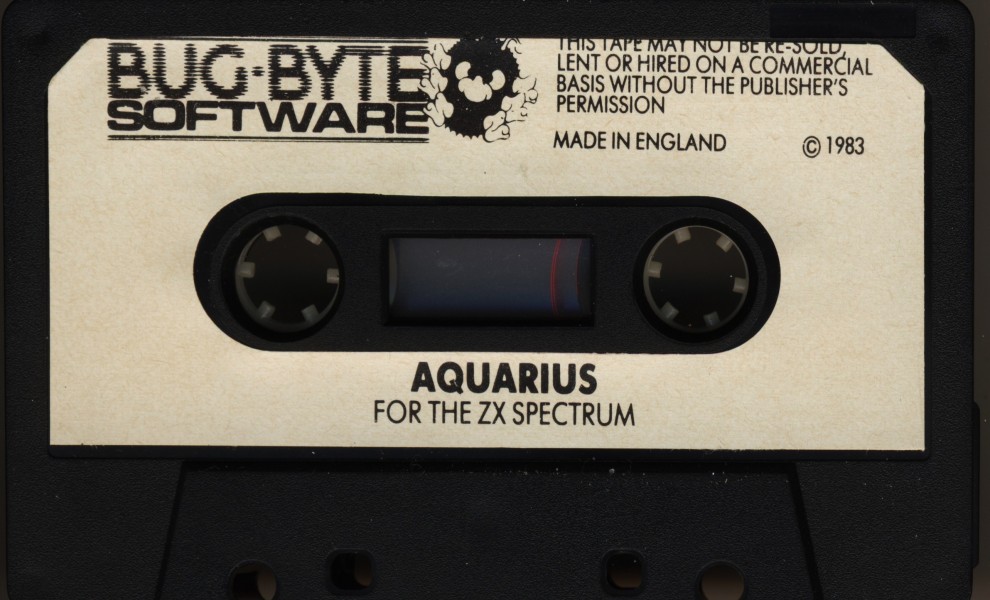 BUG·BYTE
SOFTWARE
THIS TAPE MAY NOT BE RE-SOLD,
LENT OR HIRED ON A COMMERCIAL
BASIS WITHOUT THE PUBLISHER'S
PERMISSION
MADE IN ENGLAND © 1983
AQUARIUS
FOR THE ZX SPECTRUM